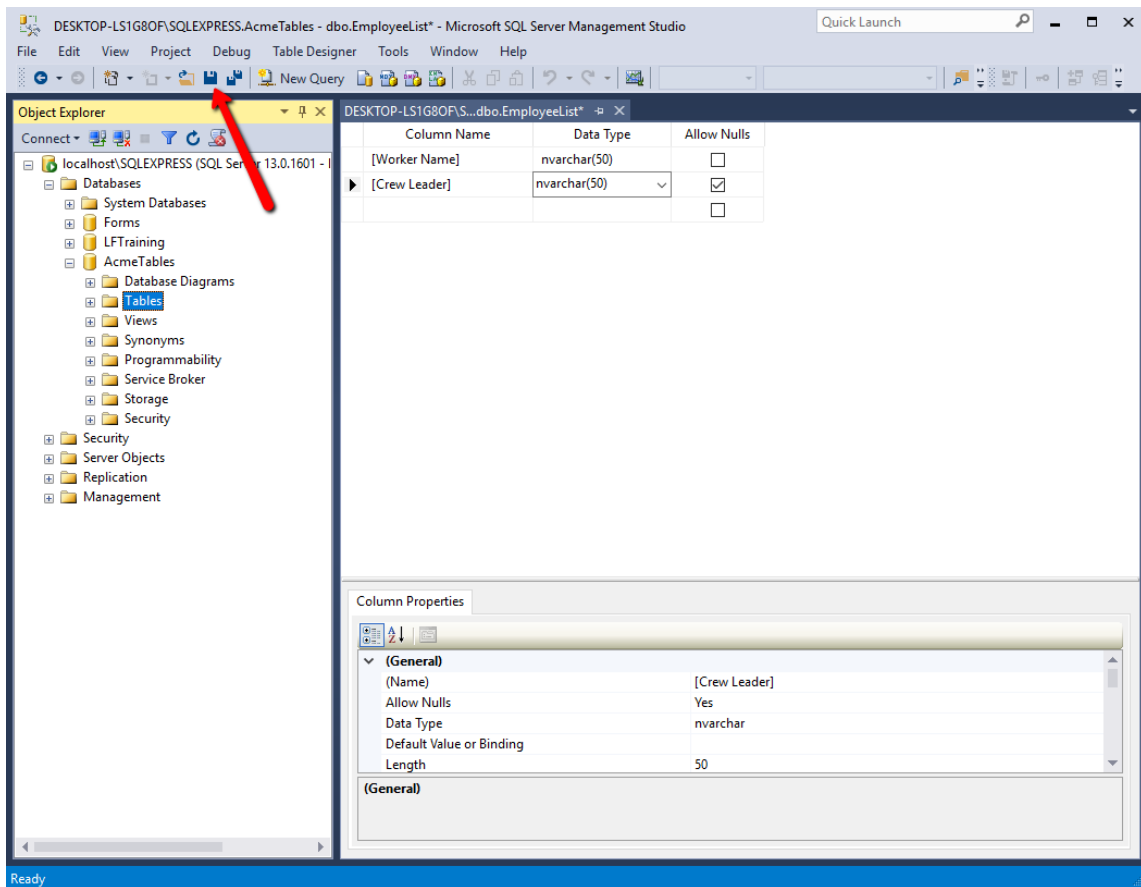 DESKTOP-LS1G8OF\SQLEXPRESS.AcmeTables - dbo.EmployeeList* - Microsoft SQL Server Management Studio
Quick Launch
File Edit View Project Debug Table Designer Tools Window Help
New Query
Object Explorer
Connect
localhost\SQLEXPRESS (SQL Server 13.0.1601 -
Databases
System Databases
Forms
LFTraining
AcmeTables
Database Diagrams
Tables
Views
Synonyms
Programmability
Service Broker
Storage
Security
Security
Server Objects
Replication
Management
DESKTOP-LS1G8OF\S...dbo.EmployeeList*
Column Name Data Type Allow Nulls
[Worker Name] nvarchar(50)
[Crew Leader] nvarchar(50)
Column Properties
(General)
(Name) [Crew Leader]
Allow Nulls Yes
Data Type nvarchar
Default Value or Binding
Length 50
(General)
Ready